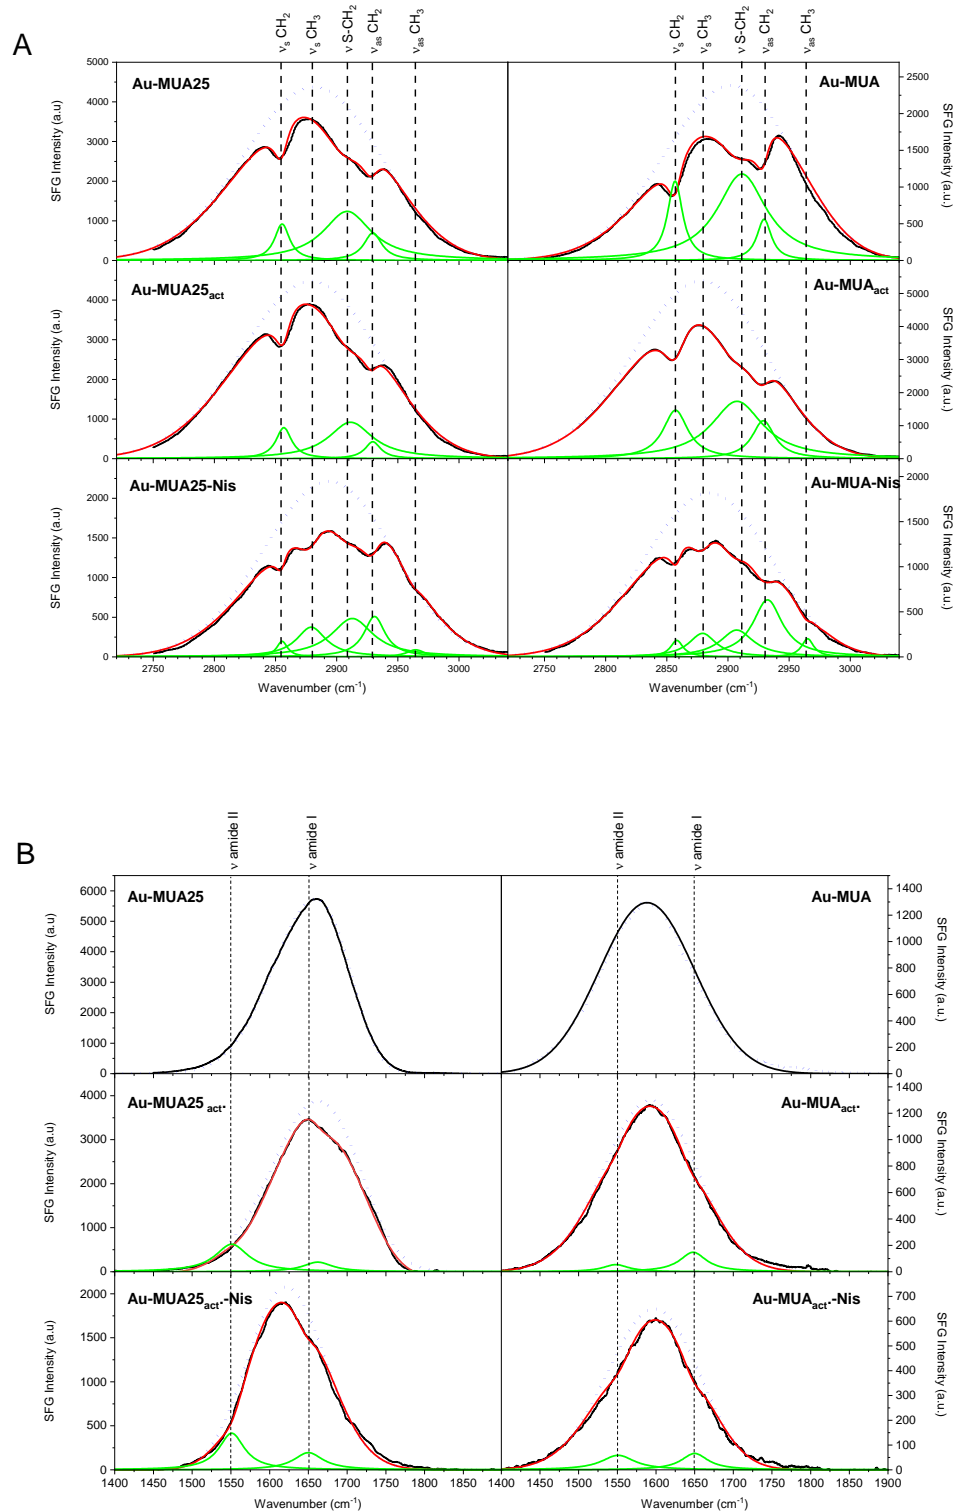 A
νs CH2
νs CH3
ν S-CH2
νas CH2
νas CH3
νs CH2
νs CH3
ν S-CH2
νas CH2
νas CH3
Au-MUA25
Au-MUA
5000
4000
3000
2000
1000
0
SFG Intensity (a.u)
2500
2000
1500
1000
500
0
SFG Intensity (a.u.)
Au-MUA25act
Au-MUAact
4000
3000
2000
1000
0
SFG Intensity (a.u)
5000
4000
3000
2000
1000
0
SFG Intensity (a.u.)
Au-MUA25-Nis
Au-MUA-Nis
2000
1500
1000
500
0
SFG Intensity (a.u)
2000
1500
1000
500
0
SFG Intensity (a.u.)
2750 2800 2850 2900 2950 3000
2750 2800 2850 2900 2950 3000
Wavenumber (cm-1)
Wavenumber (cm-1)
B
ν amide II
ν amide I
ν amide II
ν amide I
Au-MUA25
Au-MUA
6000
5000
4000
3000
2000
1000
0
SFG Intensity (a.u)
1400
1200
1000
800
600
400
200
0
SFG Intensity (a.u.)
Au-MUA25act.
Au-MUAact.
4000
3000
2000
1000
0
SFG Intensity (a.u)
1400
1200
1000
800
600
400
200
0
SFG Intensity (a.u.)
Au-MUA25act.-Nis
Au-MUAact.-Nis
2000
1500
1000
500
0
SFG Intensity (a.u)
700
600
500
400
300
200
100
0
SFG Intensity (a.u.)
1400 1450 1500 1550 1600 1650 1700 1750 1800 1850 1400 1450 1500 1550 1600 1650 1700 1750 1800 1850 1900
Wavenumber (cm-1)
Wavenumber (cm-1)